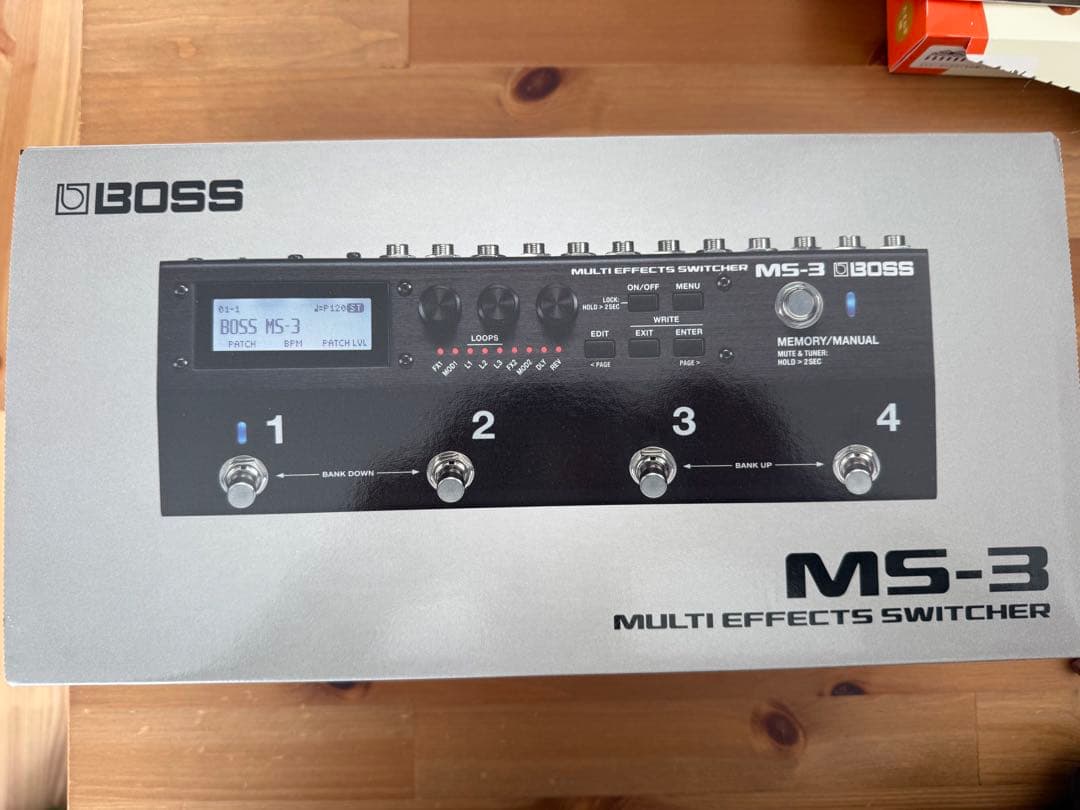 BOSS
MULTI EFFECTS SWITCHER MS-3 BOSS
01-1 ♩=P120 ST
BOSS MS-3
PATCH BPM PATCH LVL
LOOPS
FX1 MOD1 L1 L2 L3 FX2 MOD2 DLY REV
ON/OFF MENU
LOCK:
HOLD > 2SEC
WRITE
EDIT EXIT ENTER
< PAGE PAGE >
MEMORY/MANUAL
MUTE & TUNER:
HOLD > 2SEC
1 2 3 4
BANK DOWN BANK UP
MS-3
MULTI EFFECTS SWITCHER